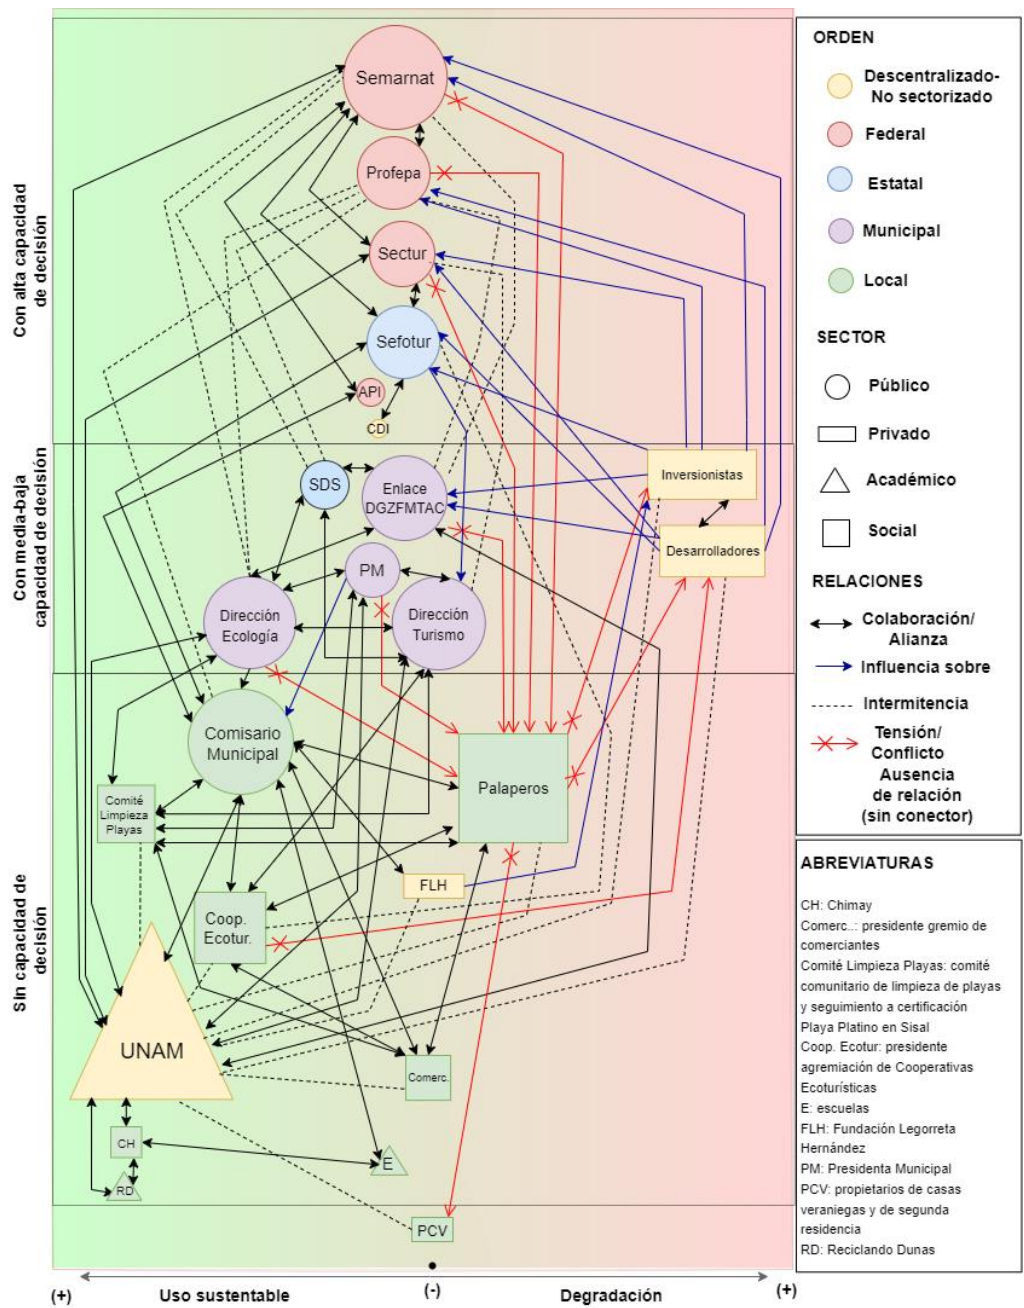 Con alta capacidad
de decisión
Con media-baja
capacidad de decisión
Sin capacidad de
decisión
Semarnat
Profepa
Sectur
Sefotur
API
CDI
SDS
Enlace
DGZFMTAC
PM
Dirección
Ecología
Dirección
Turismo
Inversionistas
Desarrolladores
Comisario
Municipal
Comité
Limpieza
Playas
Palaperos
FLH
Coop.
Ecotur.
UNAM
Comerc.
CH
E
RD
PCV
(+)
Uso sustentable
(-)
Degradación
(+)
ORDEN
Descentralizado-
No sectorizado
Federal
Estatal
Municipal
Local
SECTOR
Público
Privado
Académico
Social
RELACIONES
Colaboración/
Alianza
Influencia sobre
Intermitencia
Tensión/
Conflicto
Ausencia
de relación
(sin conector)
ABREVIATURAS
CH: Chimay
Comerc..: presidente gremio de
comerciantes
Comité Limpieza Playas: comité
comunitario de limpieza de playas
y seguimiento a certificación
Playa Platino en Sisal
Coop. Ecotur: presidente
agremiación de Cooperativas
Ecoturísticas
E: escuelas
FLH: Fundación Legorreta
Hernández
PM: Presidenta Municipal
PCV: propietarios de casas
veraniegas y de segunda
residencia
RD: Reciclando Dunas